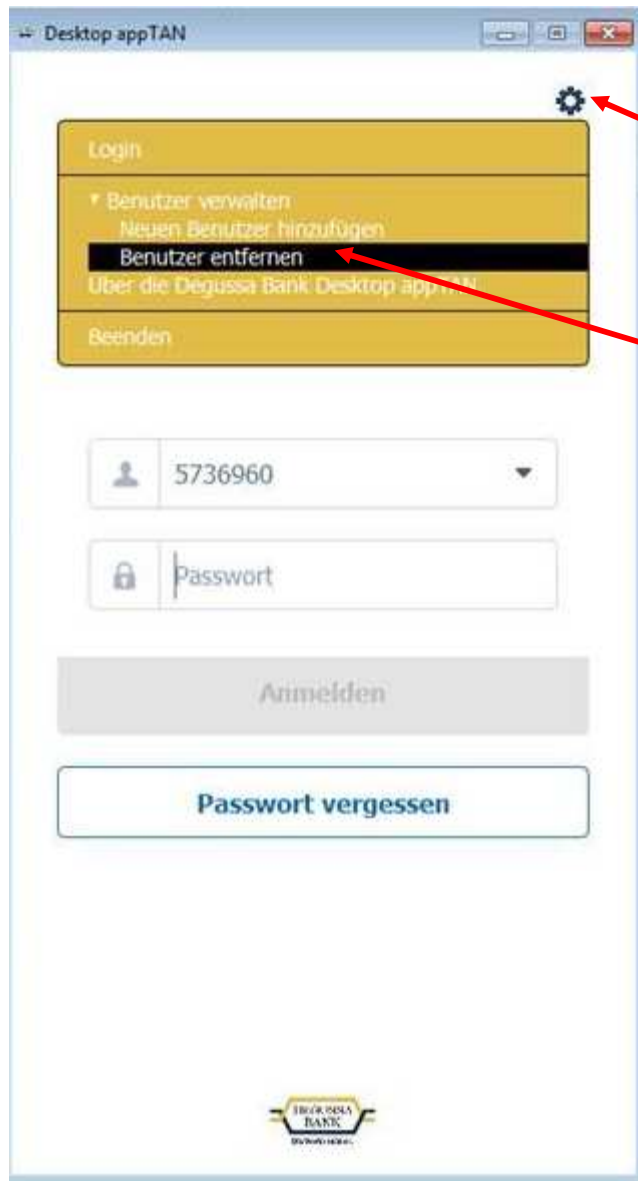 Desktop appTAN
Login
Benutzer verwalten
Neuen Benutzer hinzufügen
Benutzer entfernen
Über die Degussa Bank Desktop appTAN
Beenden
5736960
Passwort
Anmelden
Passwort vergessen
DEGUSSA
BANK